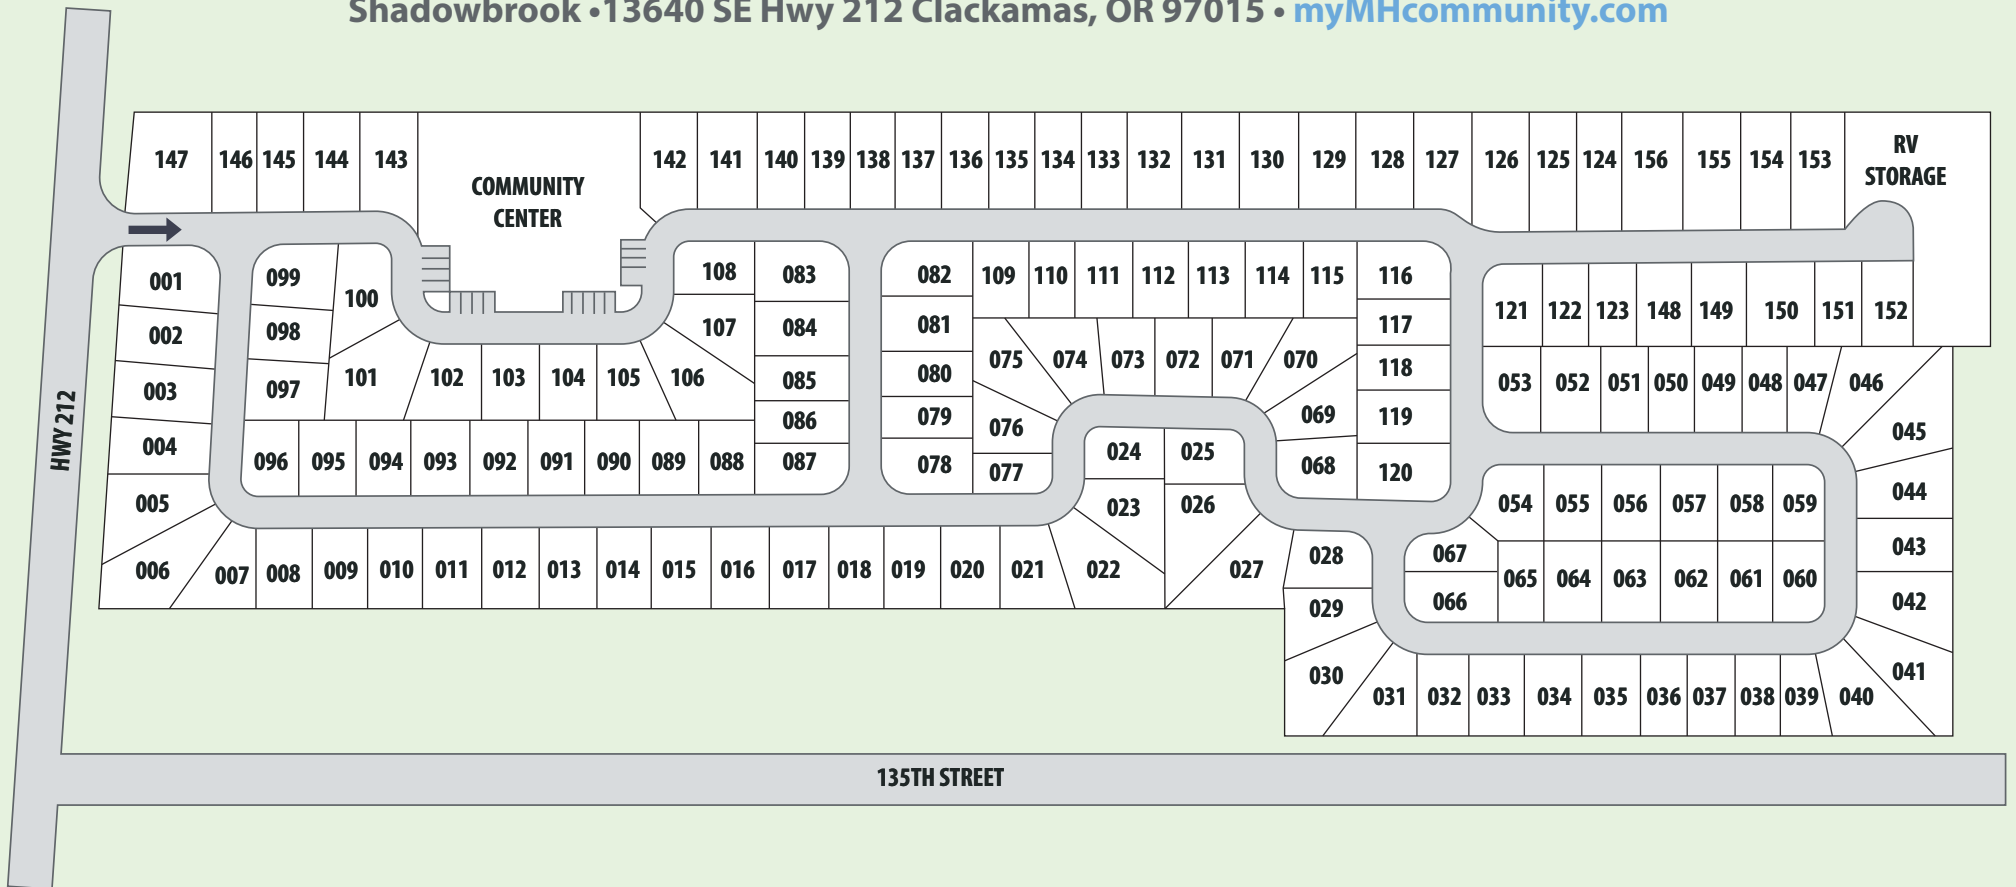 Shadowbrook •13640 SE Hwy 212 Clackamas, OR 97015 • myMHcommunity.com
147 146 145 144 143
COMMUNITY
CENTER
142 141 140 139 138 137 136 135 134 133 132 131 130 129 128 127 126 125 124 156 155 154 153
RV
STORAGE
001 099 100 108 083 082 109 110 111 112 113 114 115 116 121 122 123 148 149 150 151 152
002 098 107 084 081 117
003 097 101 102 103 104 105 106 085 080 075 074 073 072 071 070 118 053 052 051 050 049 048 047 046
086 079 076 069 119 045
HWY 212
004 096 095 094 093 092 091 090 089 088 087 078 077 024 025 068 120
005 023 026 054 055 056 057 058 059 044
006 007 008 009 010 011 012 013 014 015 016 017 018 019 020 021 022 027 028 067 065 064 063 062 061 060 043
029 066 042
030 041
031 032 033 034 035 036 037 038 039 040
135TH STREET